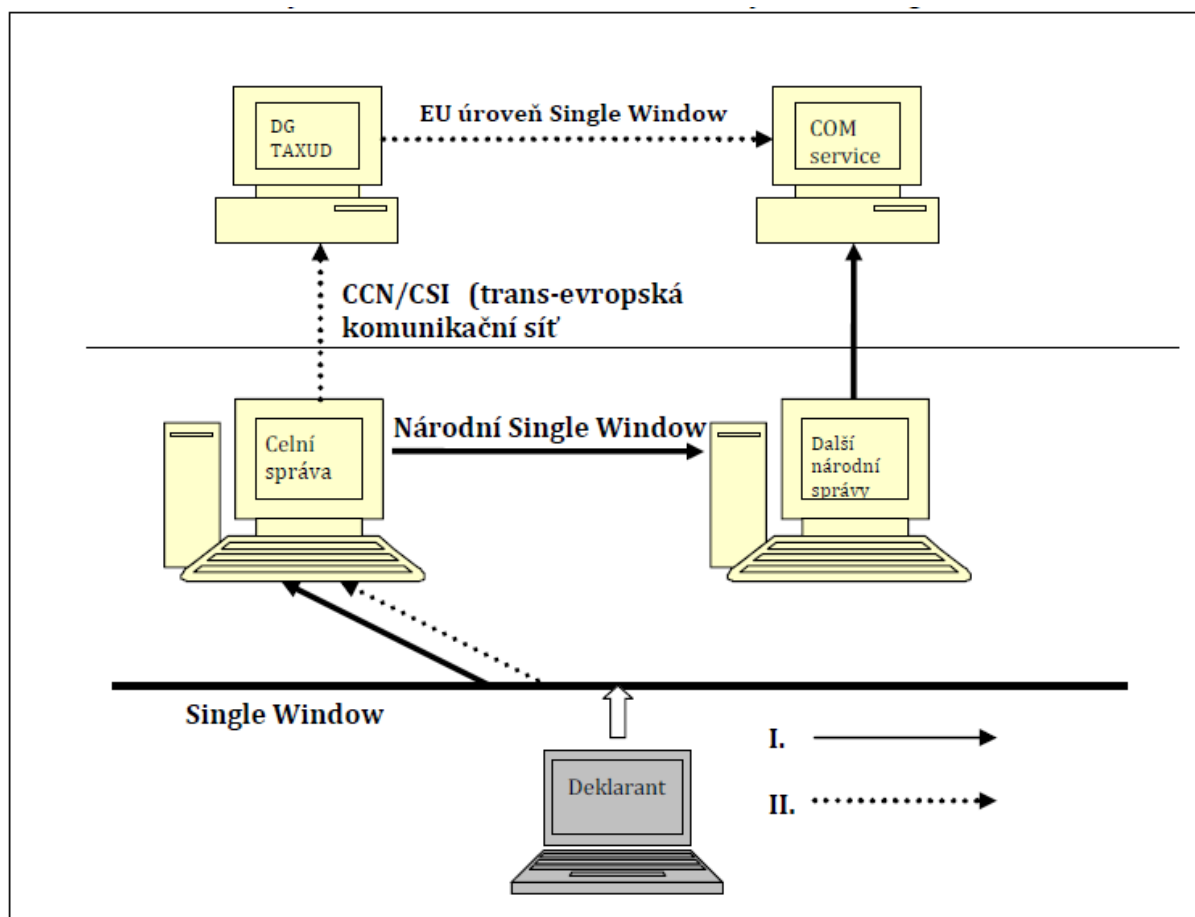 EU úroveň Single Window
DG
TAXUD
COM
service
CCN/CSI (trans-evropská
komunikační síť
Národní Single Window
Celní
správa
Další
národní
správy
Single Window
I.
Deklarant
II.